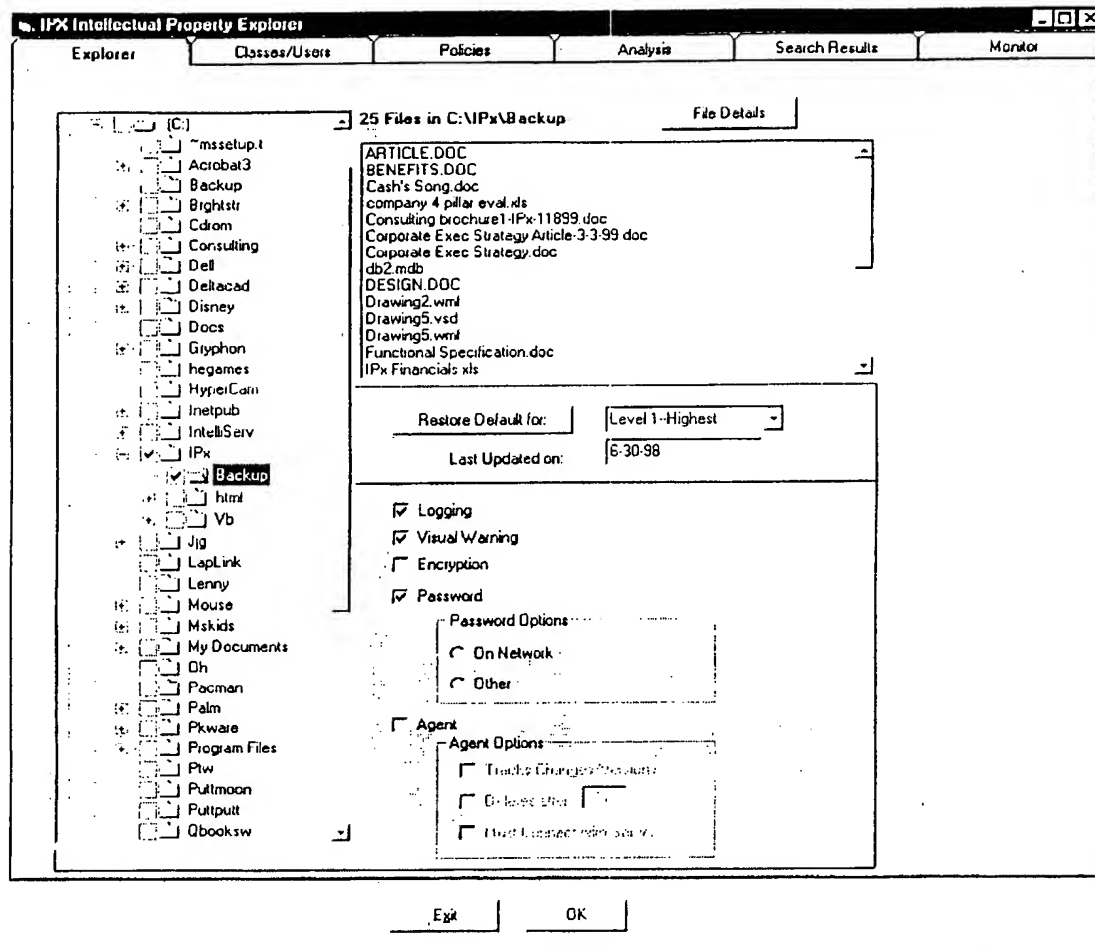 IPX Intellectual Property Explorer
Explorer
Classes/Users
Policies
Analysis
Search Results
Monitor
(C:)
~mssetup.t
Acrobat3
Backup
Brghtstr
Cdrom
Consulting
Dell
Deltacad
Disney
Docs
Gryphon
hegames
HyperCam
Inetpub
IntelliServ
IPx
Backup
html
Vb
Jjg
LapLink
Lenny
Mouse
Mskids
My Documents
Oh
Pacman
Palm
Pkware
Program Files
Ptw
Puttmoon
Puttputt
Qbooksw
25 Files in C:\IPx\Backup
File Details
ARTICLE.DOC
BENEFITS.DOC
Cash's Song.doc
company 4 pillar eval.xls
Consulting brochure1-IPx-11899.doc
Corporate Exec Strategy Article-3-3-99.doc
Corporate Exec Strategy.doc
db2.mdb
DESIGN.DOC
Drawing2.wmf
Drawing5.vsd
Drawing5.wmf
Functional Specification.doc
IPx Financials.xls
Restore Default for:
Level 1--Highest
Last Updated on:
6-30-98
Logging
Visual Warning
Encryption
Password
Password Options
On Network
Other
Agent
Agent Options
Tracks Changes
Must Connect
Exit
OK